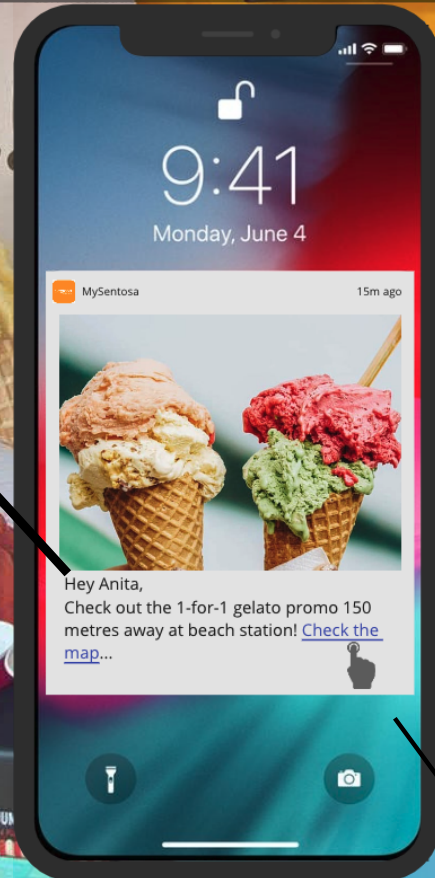 9:41
Monday, June 4
MySentosa 15m ago
Hey Anita,
Check out the 1-for-1 gelato promo 150
metres away at beach station! Check the
map...